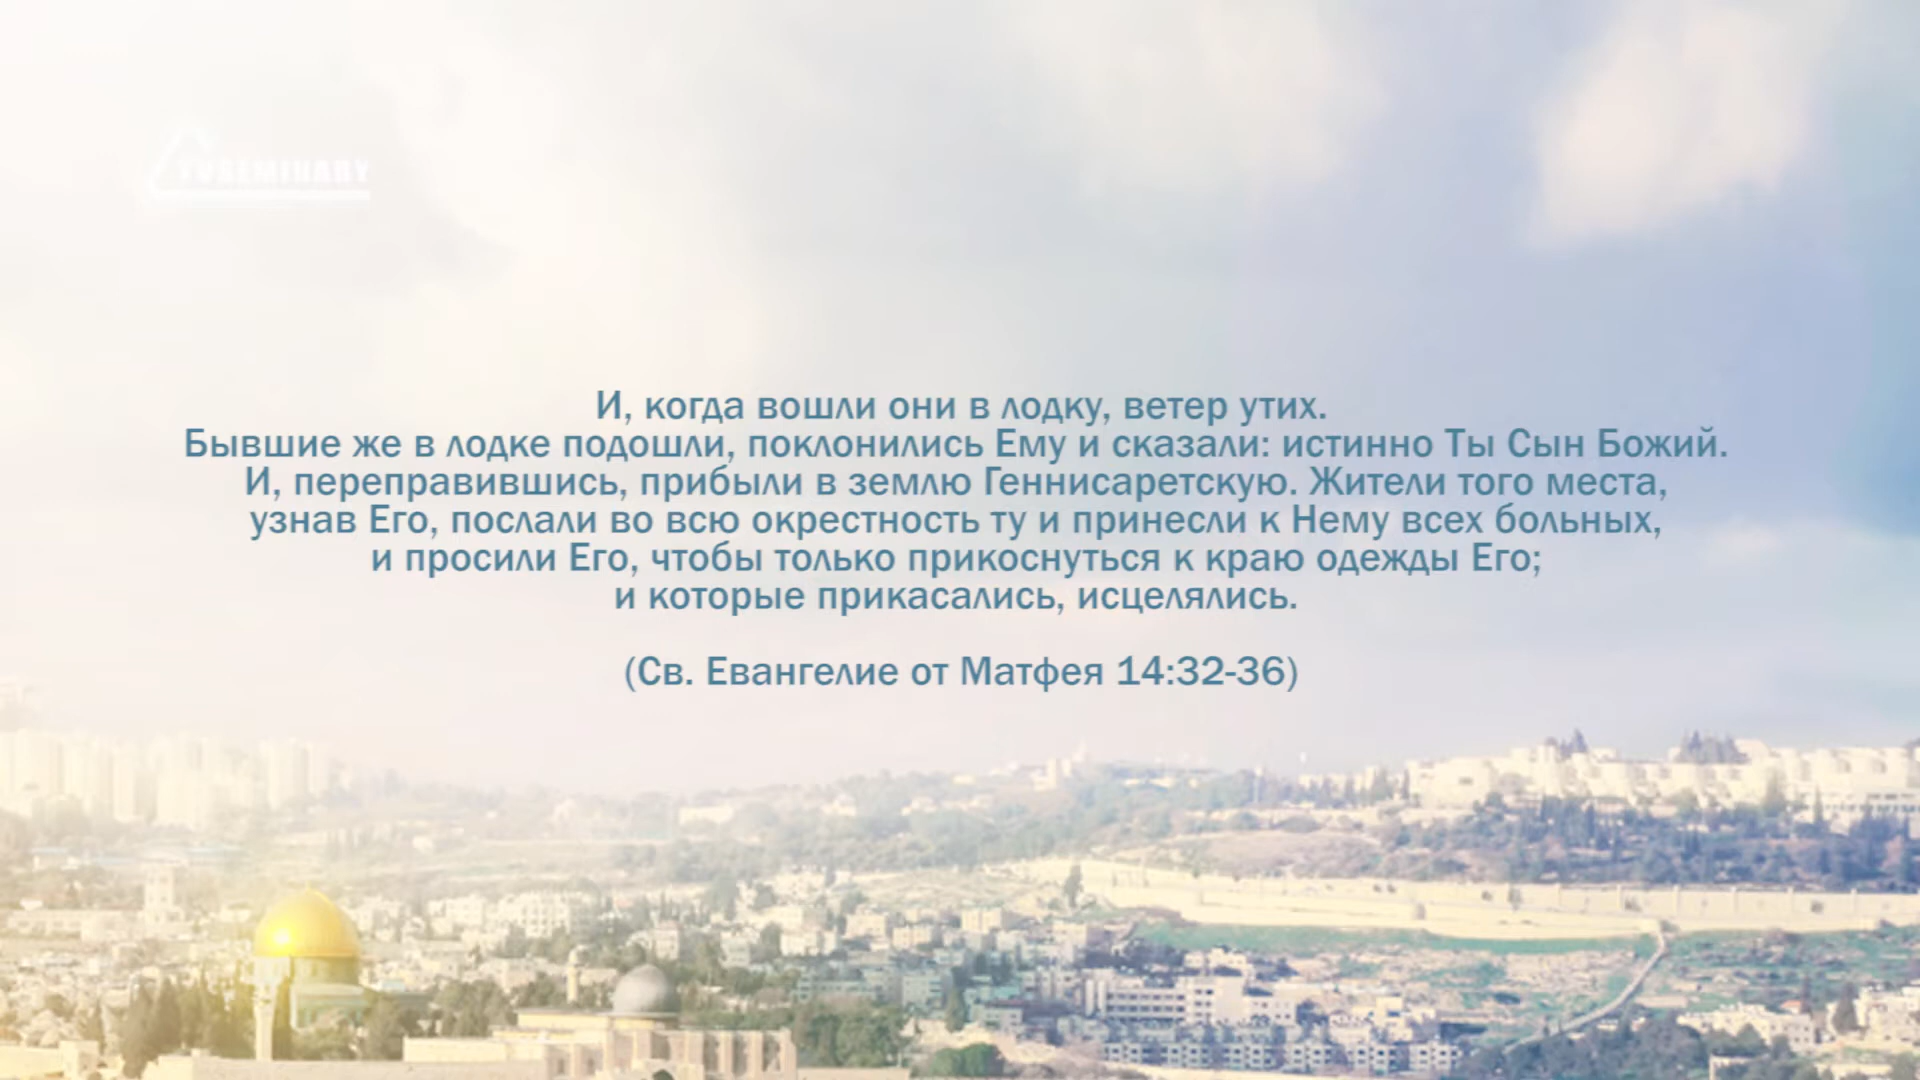 TVSEMINARY
И, когда вошли они в лодку, ветер утих.
Бывшие же в лодке подошли, поклонились Ему и сказали: истинно Ты Сын Божий.
И, переправившись, прибыли в землю Геннисаретскую. Жители того места,
узнав Его, послали во всю окрестность ту и принесли к Нему всех больных,
и просили Его, чтобы только прикоснуться к краю одежды Его;
и которые прикасались, исцелялись.
(Св. Евангелие от Матфея 14:32-36)